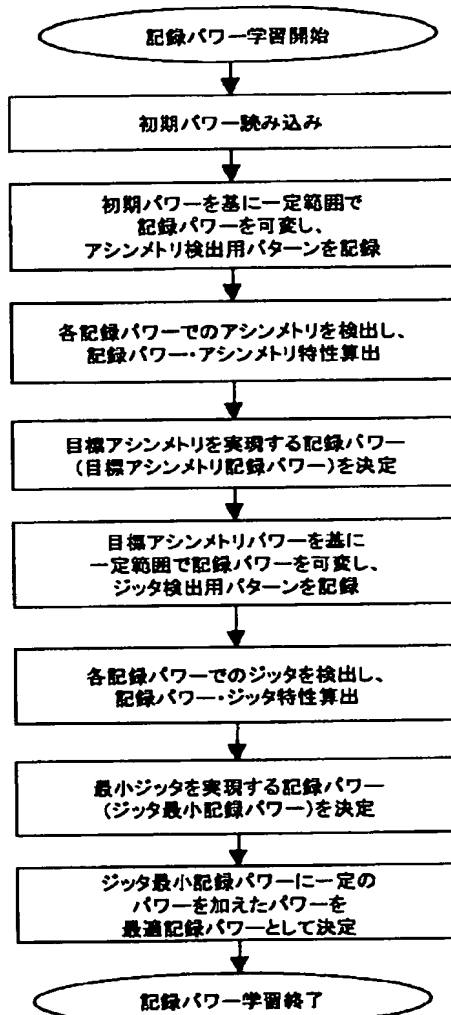 記録パワー学習開始
初期パワー読み込み
初期パワーを基に一定範囲で
記録パワーを可変し、
アシンメトリ検出用パターンを記録
各記録パワーでのアシンメトリを検出し、
記録パワー・アシンメトリ特性算出
目標アシンメトリを実現する記録パワー
(目標アシンメトリ記録パワー)を決定
目標アシンメトリパワーを基に
一定範囲で記録パワーを可変し、
ジッタ検出用パターンを記録
各記録パワーでのジッタを検出し、
記録パワー・ジッタ特性算出
最小ジッタを実現する記録パワー
(ジッタ最小記録パワー)を決定
ジッタ最小記録パワーに一定の
パワーを加えたパワーを
最適記録パワーとして決定
記録パワー学習終了